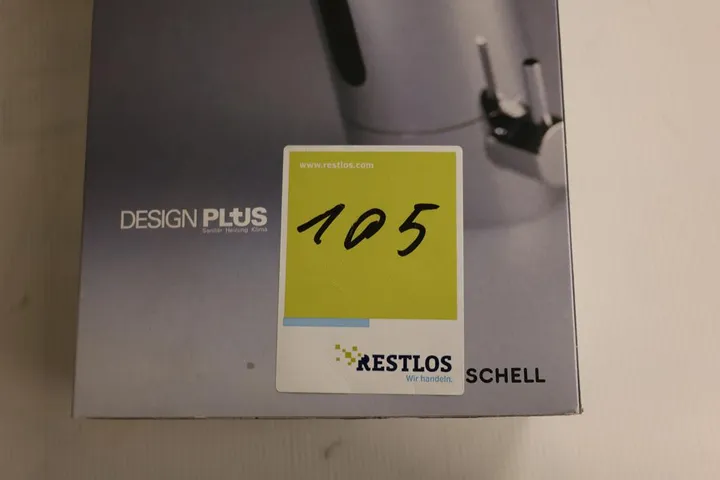 www.restlos.com
DESIGN PLUS
Sanitär Heizung Klima
105
RESTLOS
Wir handeln.
SCHELL